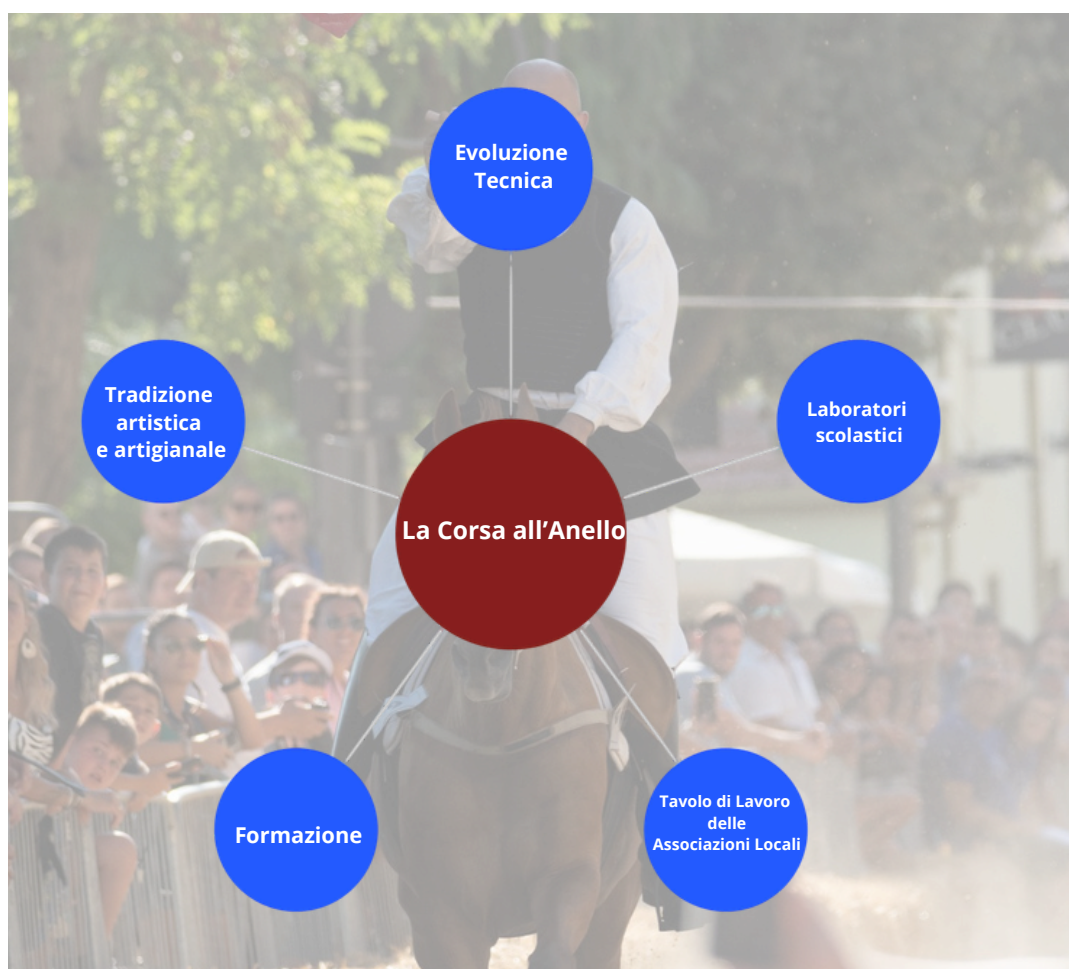 Evoluzione
Tecnica
Tradizione
artistica
e artigianale
Laboratori
scolastici
La Corsa all’Anello
Formazione
Tavolo di Lavoro
delle
Associazioni Locali